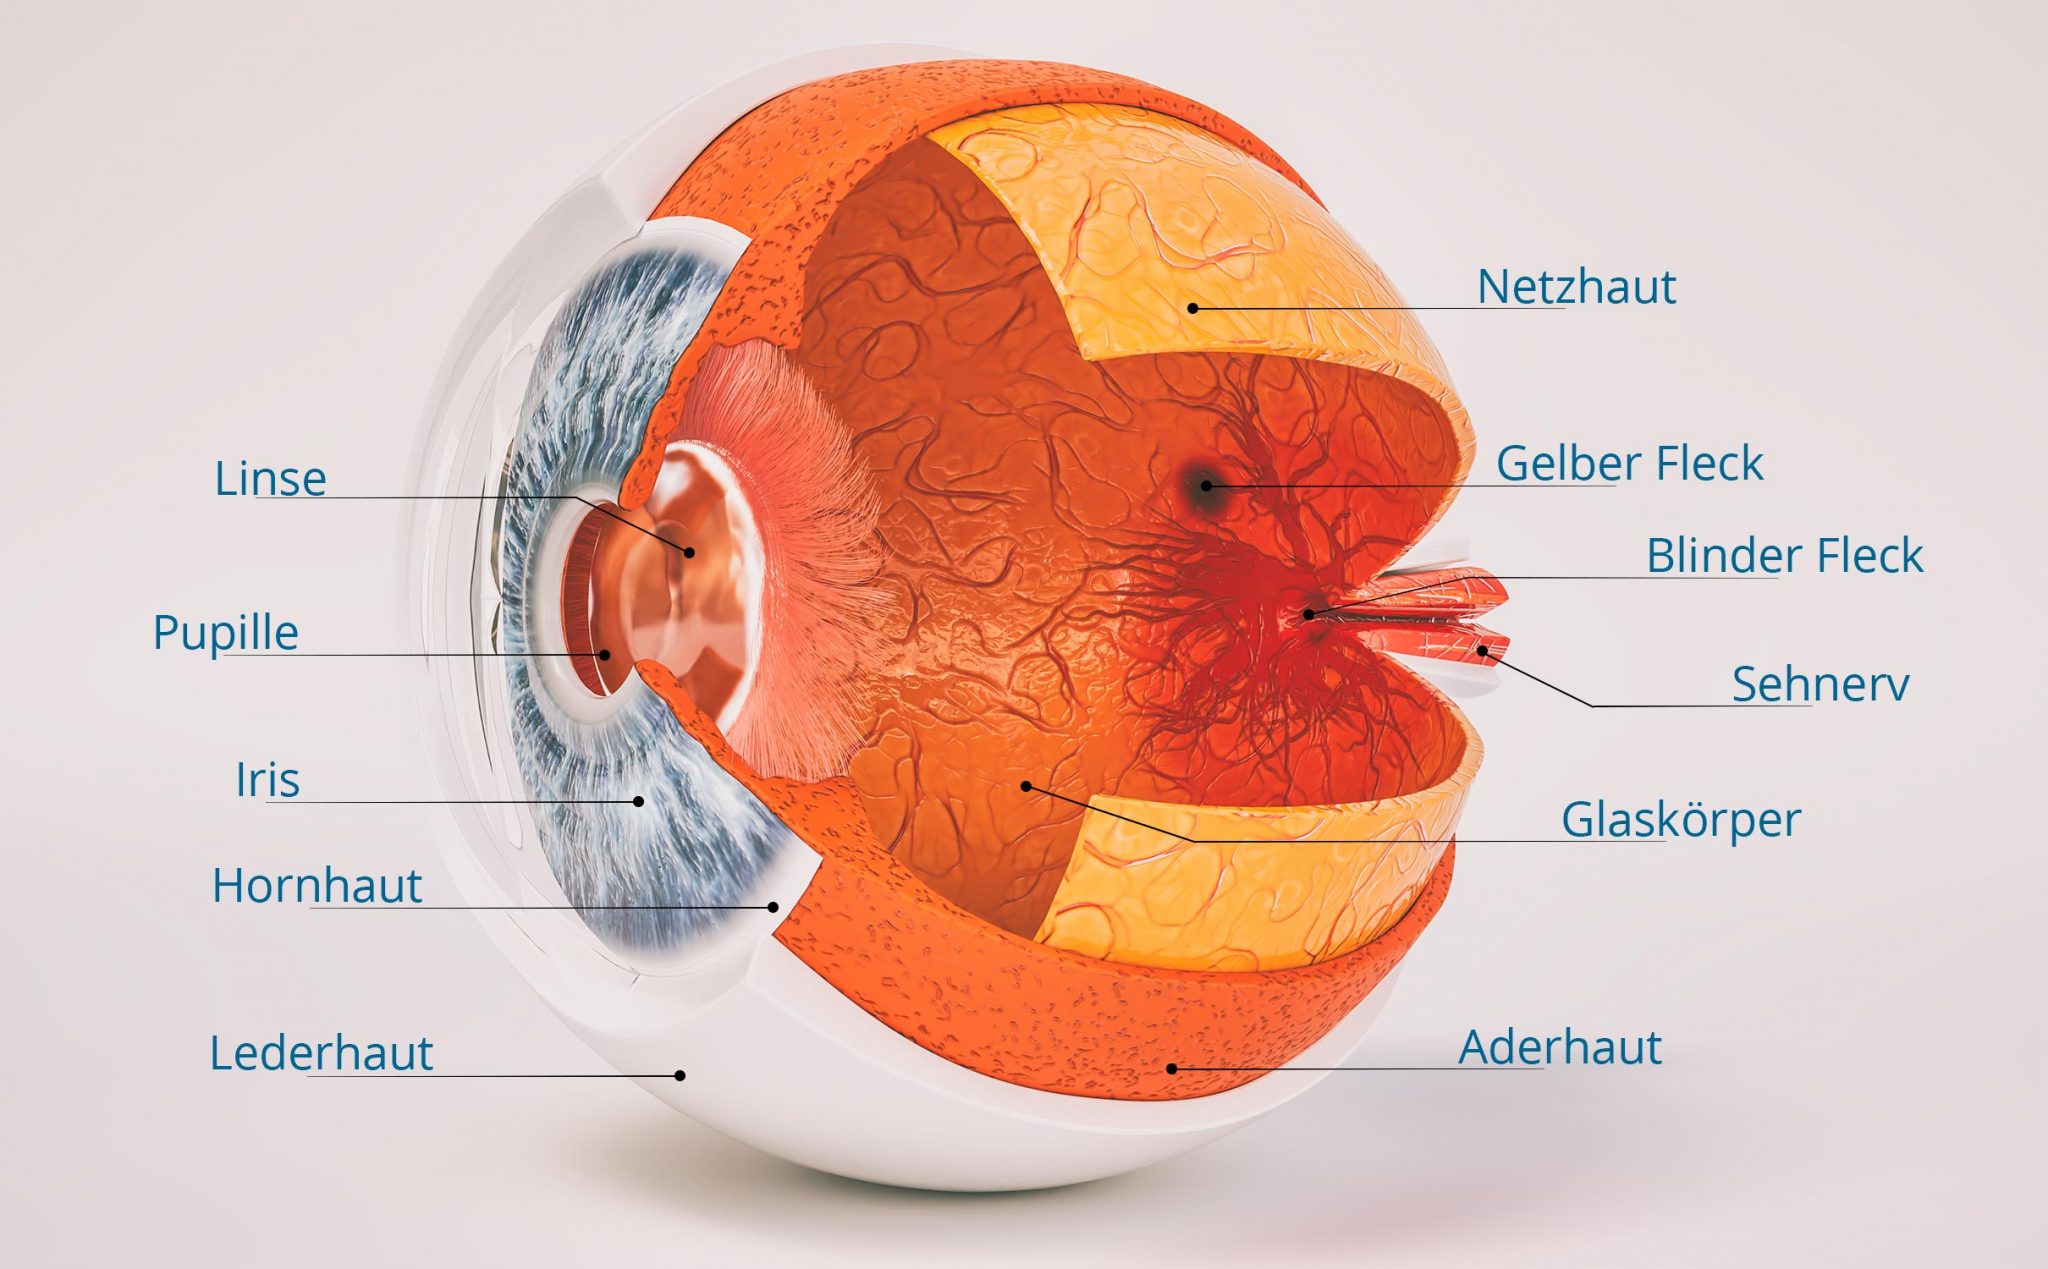 Netzhaut
Gelber Fleck
Linse
Blinder Fleck
Pupille
Sehnerv
Iris
Glaskörper
Hornhaut
Lederhaut
Aderhaut